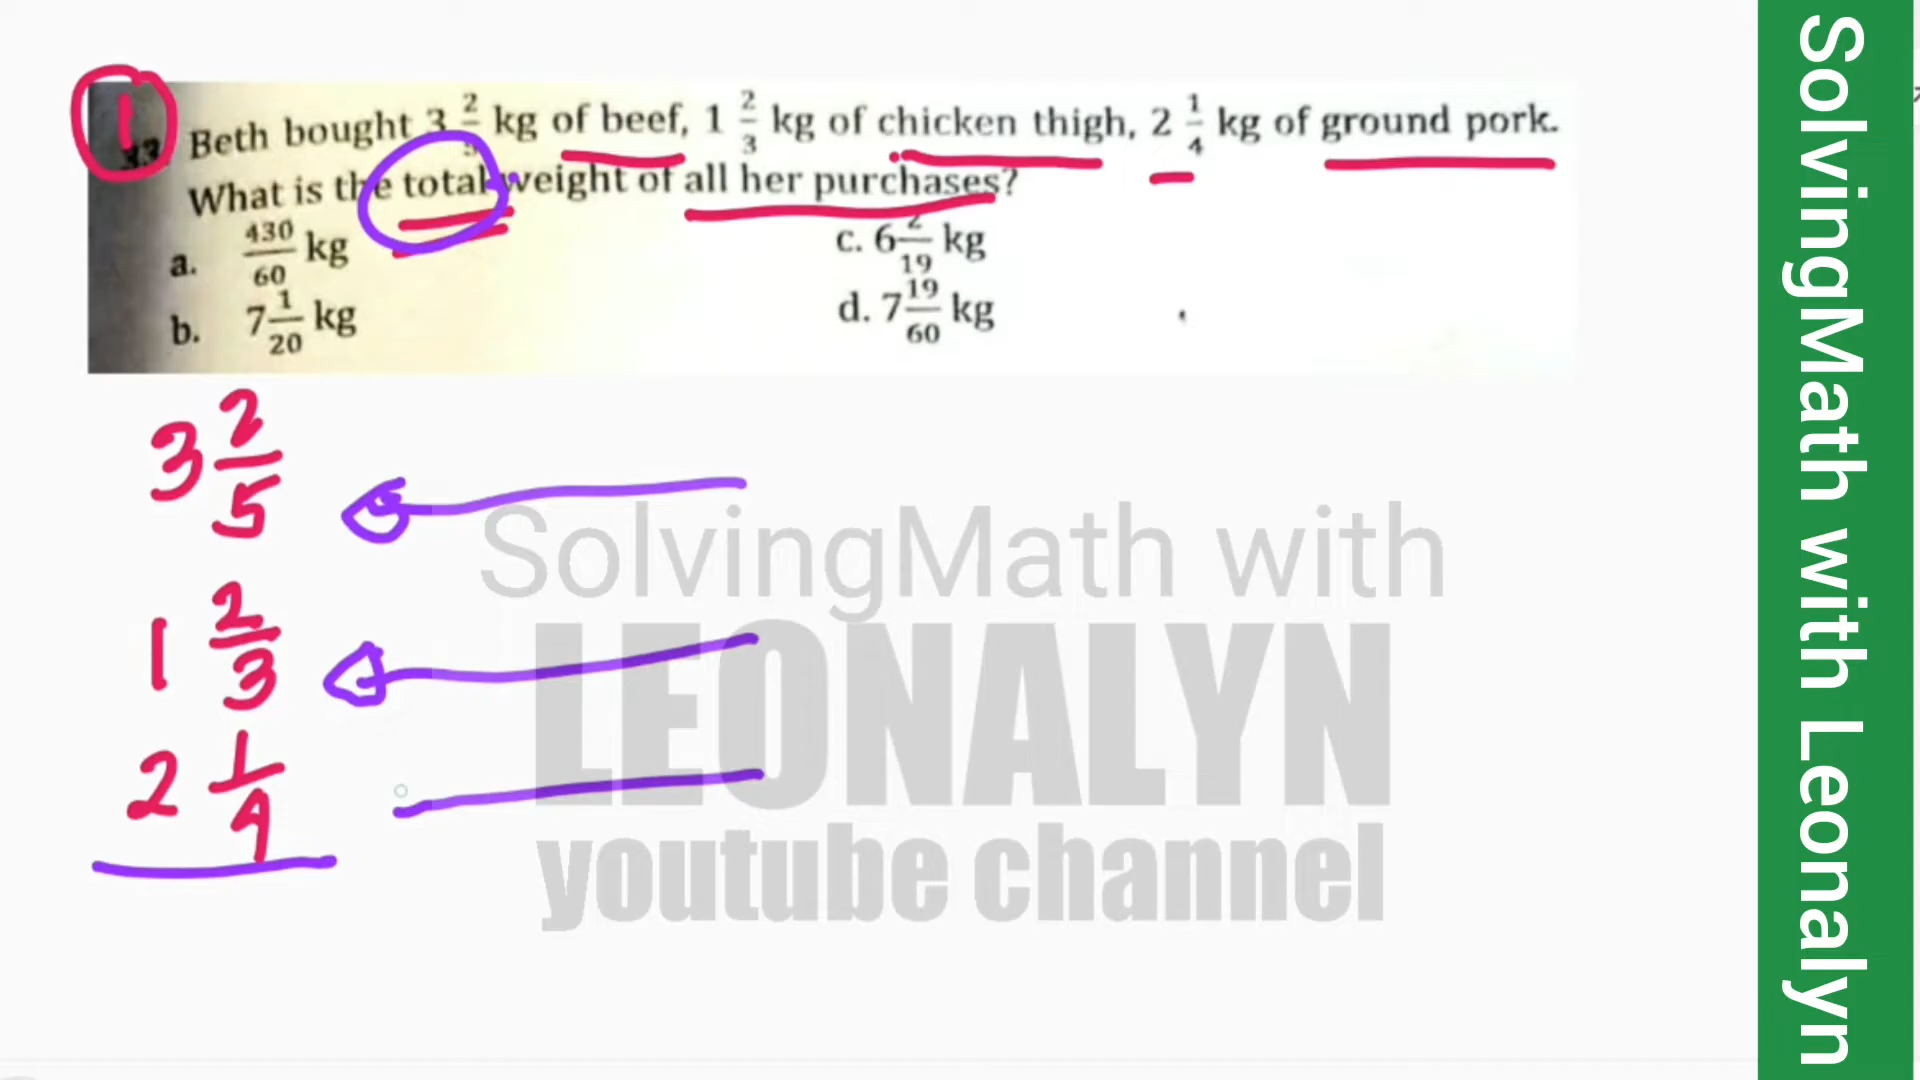 1
33 Beth bought 3 2/5 kg of beef, 1 2/3 kg of chicken thigh, 2 1/4 kg of ground pork.
What is the total weight of all her purchases?
a. 430/60 kg
c. 6 2/19 kg
b. 7 1/20 kg
d. 7 19/60 kg
3 2/5
1 2/3
2 1/4
SolvingMath with
LEONALYN
youtube channel
SolvingMath with Leonalyn